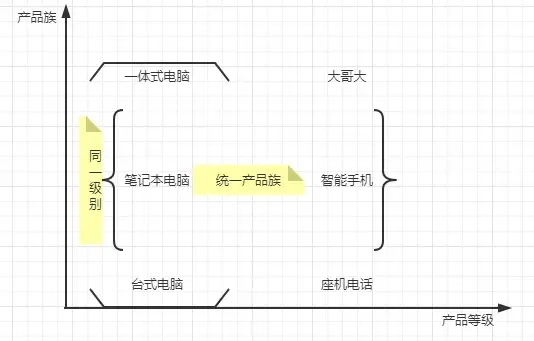 产品族
一体式电脑
大哥大
同一级别
笔记本电脑
统一产品族
智能手机
台式电脑
座机电话
产品等级